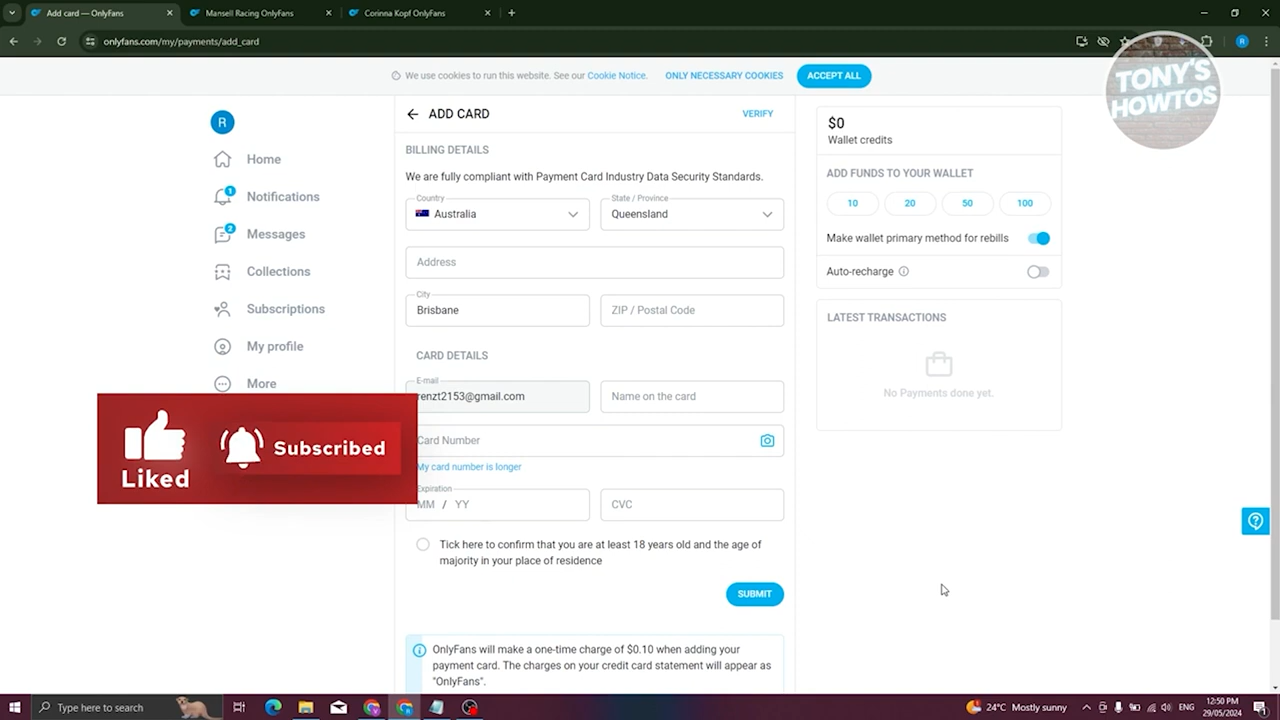 Add card — OnlyFans
Mansell Racing OnlyFans
Corinna Kopf OnlyFans
onlyfans.com/my/payments/add_card
R
TONY'S
HOWTOS
We use cookies to run this website. See our Cookie Notice.
ONLY NECESSARY COOKIES
ACCEPT ALL
R
Home
1
Notifications
2
Messages
Collections
Subscriptions
My profile
More
Liked
Subscribed
ADD CARD
VERIFY
BILLING DETAILS
We are fully compliant with Payment Card Industry Data Security Standards.
Country
Australia
State / Province
Queensland
Address
City
Brisbane
ZIP / Postal Code
CARD DETAILS
E-mail
renzt2153@gmail.com
Name on the card
Card Number
My card number is longer
Expiration
MM / YY
CVC
Tick here to confirm that you are at least 18 years old and the age of
majority in your place of residence
SUBMIT
OnlyFans will make a one-time charge of $0.10 when adding your
payment card. The charges on your credit card statement will appear as
"OnlyFans".
$0
Wallet credits
ADD FUNDS TO YOUR WALLET
10
20
50
100
Make wallet primary method for rebills
Auto-recharge
LATEST TRANSACTIONS
No Payments done yet.
Type here to search
24°C Mostly sunny
ENG
12:50 PM
29/05/2024